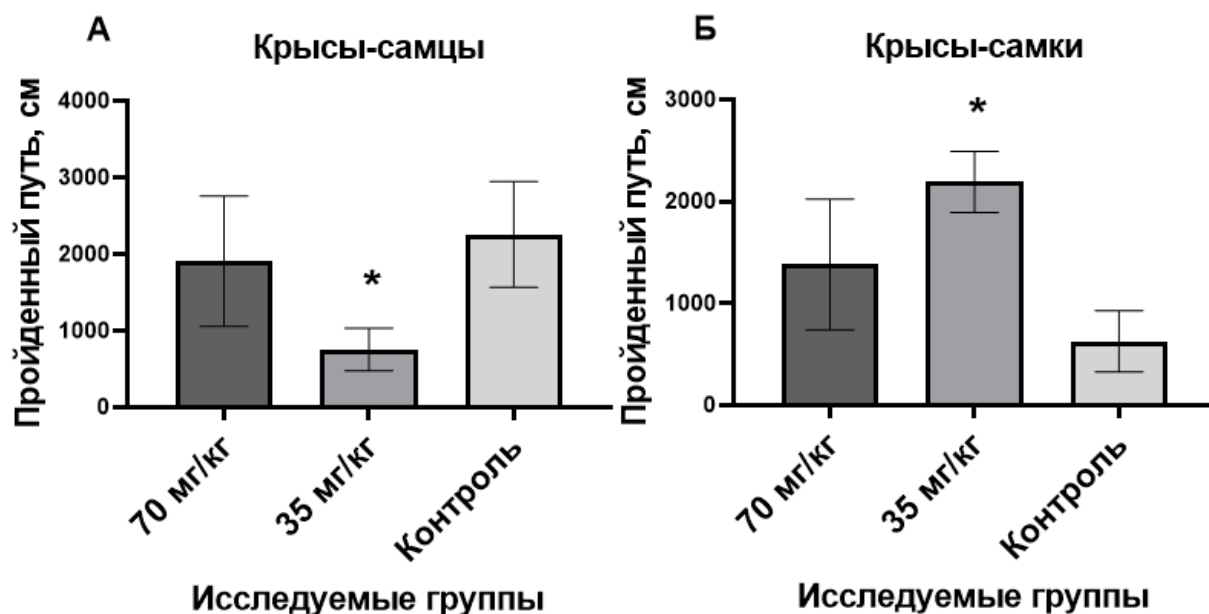 А
Крысы-самцы
Пройденный путь, см
4000
3000
2000
1000
0
*
70 мг/кг
35 мг/кг
Контроль
Исследуемые группы
Б
Крысы-самки
Пройденный путь, см
3000
2000
1000
0
*
70 мг/кг
35 мг/кг
Контроль
Исследуемые группы